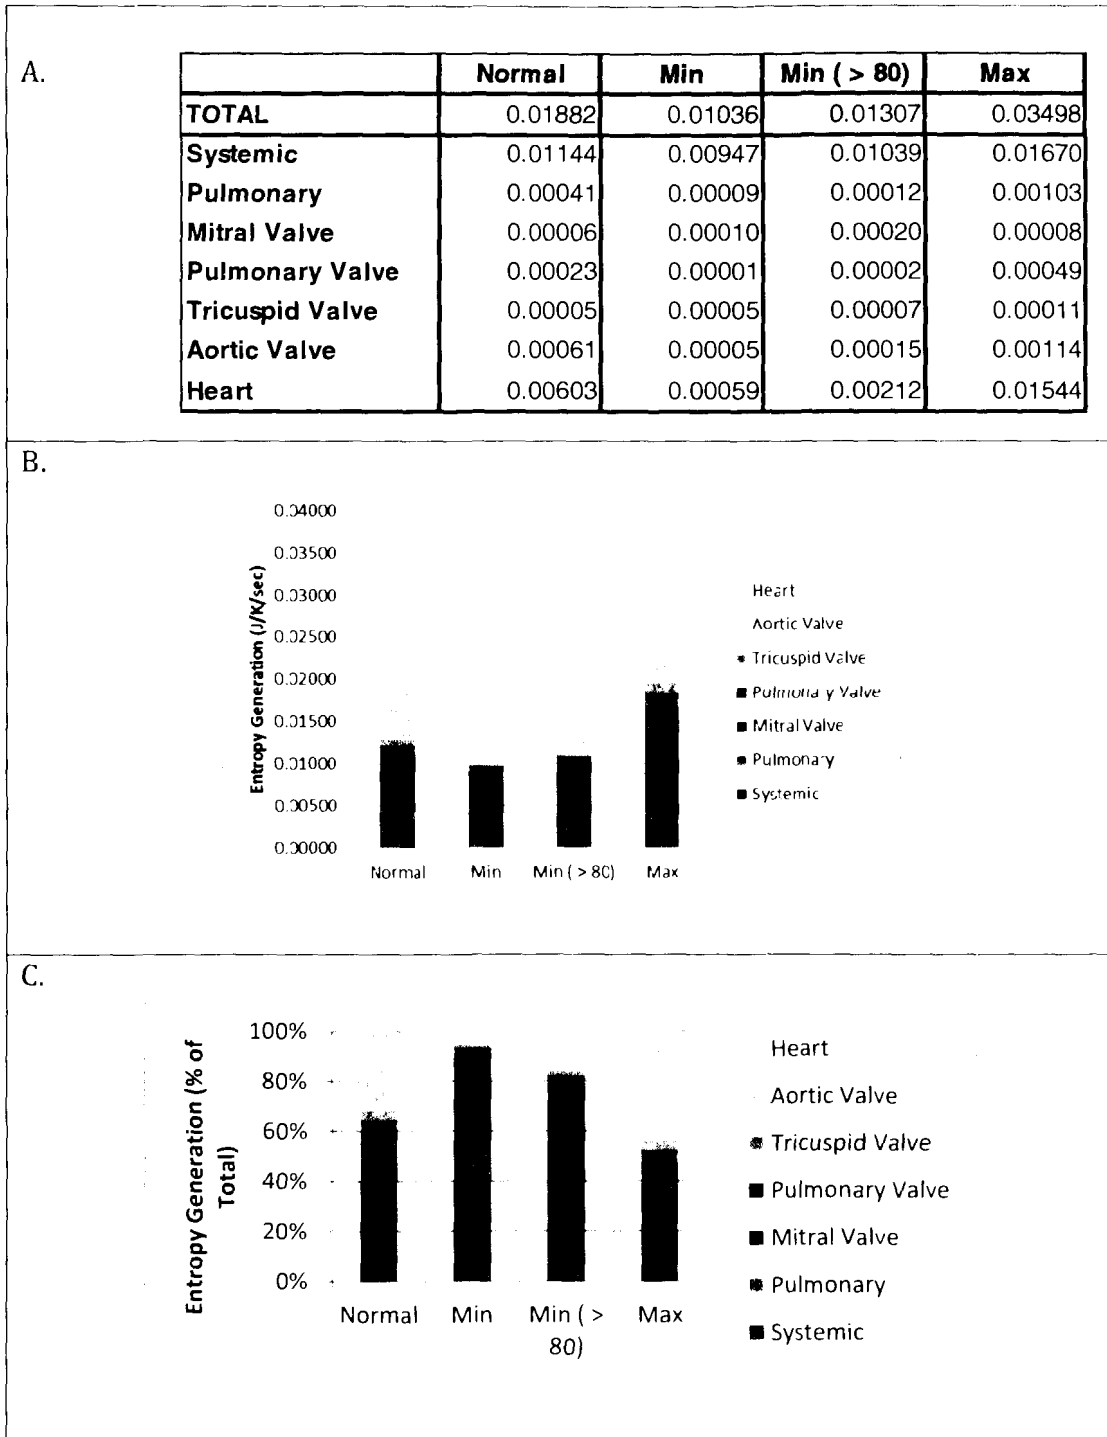 A.
Normal Min Min ( > 80) Max
TOTAL 0.01882 0.01036 0.01307 0.03498
Systemic 0.01144 0.00947 0.01039 0.01670
Pulmonary 0.00041 0.00009 0.00012 0.00103
Mitral Valve 0.00006 0.00010 0.00020 0.00008
Pulmonary Valve 0.00023 0.00001 0.00002 0.00049
Tricuspid Valve 0.00005 0.00005 0.00007 0.00011
Aortic Valve 0.00061 0.00005 0.00015 0.00114
Heart 0.00603 0.00059 0.00212 0.01544
B.
Entropy Generation (J/K/sec)
0.04000
0.03500
0.03000
0.02500
0.02000
0.01500
0.01000
0.00500
0.00000
Normal Min Min ( > 80) Max
Heart
Aortic Valve
Tricuspid Valve
Pulmonary Valve
Mitral Valve
Pulmonary
Systemic
C.
Entropy Generation (% of
Total)
100%
80%
60%
40%
20%
0%
Normal Min Min ( > Max
80)
Heart
Aortic Valve
Tricuspid Valve
Pulmonary Valve
Mitral Valve
Pulmonary
Systemic